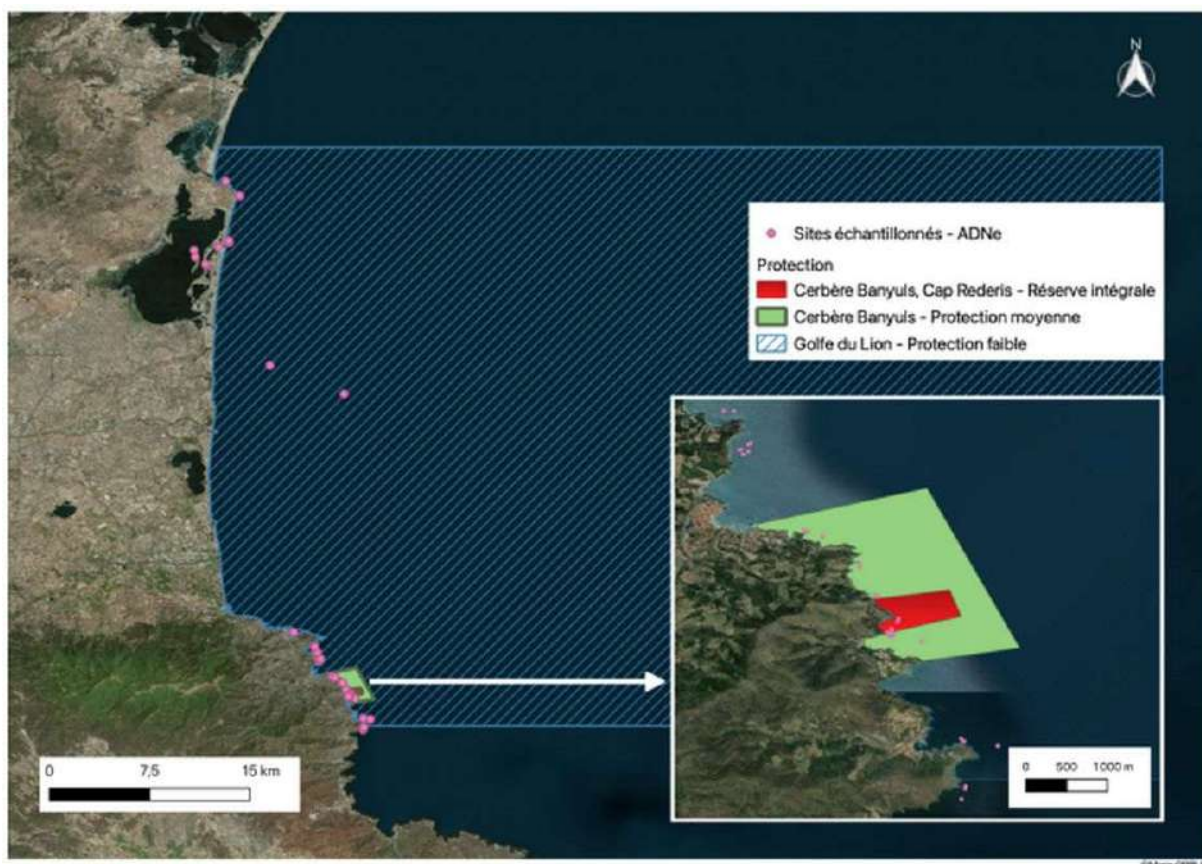 N
Sites échantillonnés - ADNe
Protection
Cerbère Banyuls, Cap Rederis - Réserve intégrale
Cerbère Banyuls - Protection moyenne
Golfe du Lion - Protection faible
0 7,5 15 km
0 500 1000 m